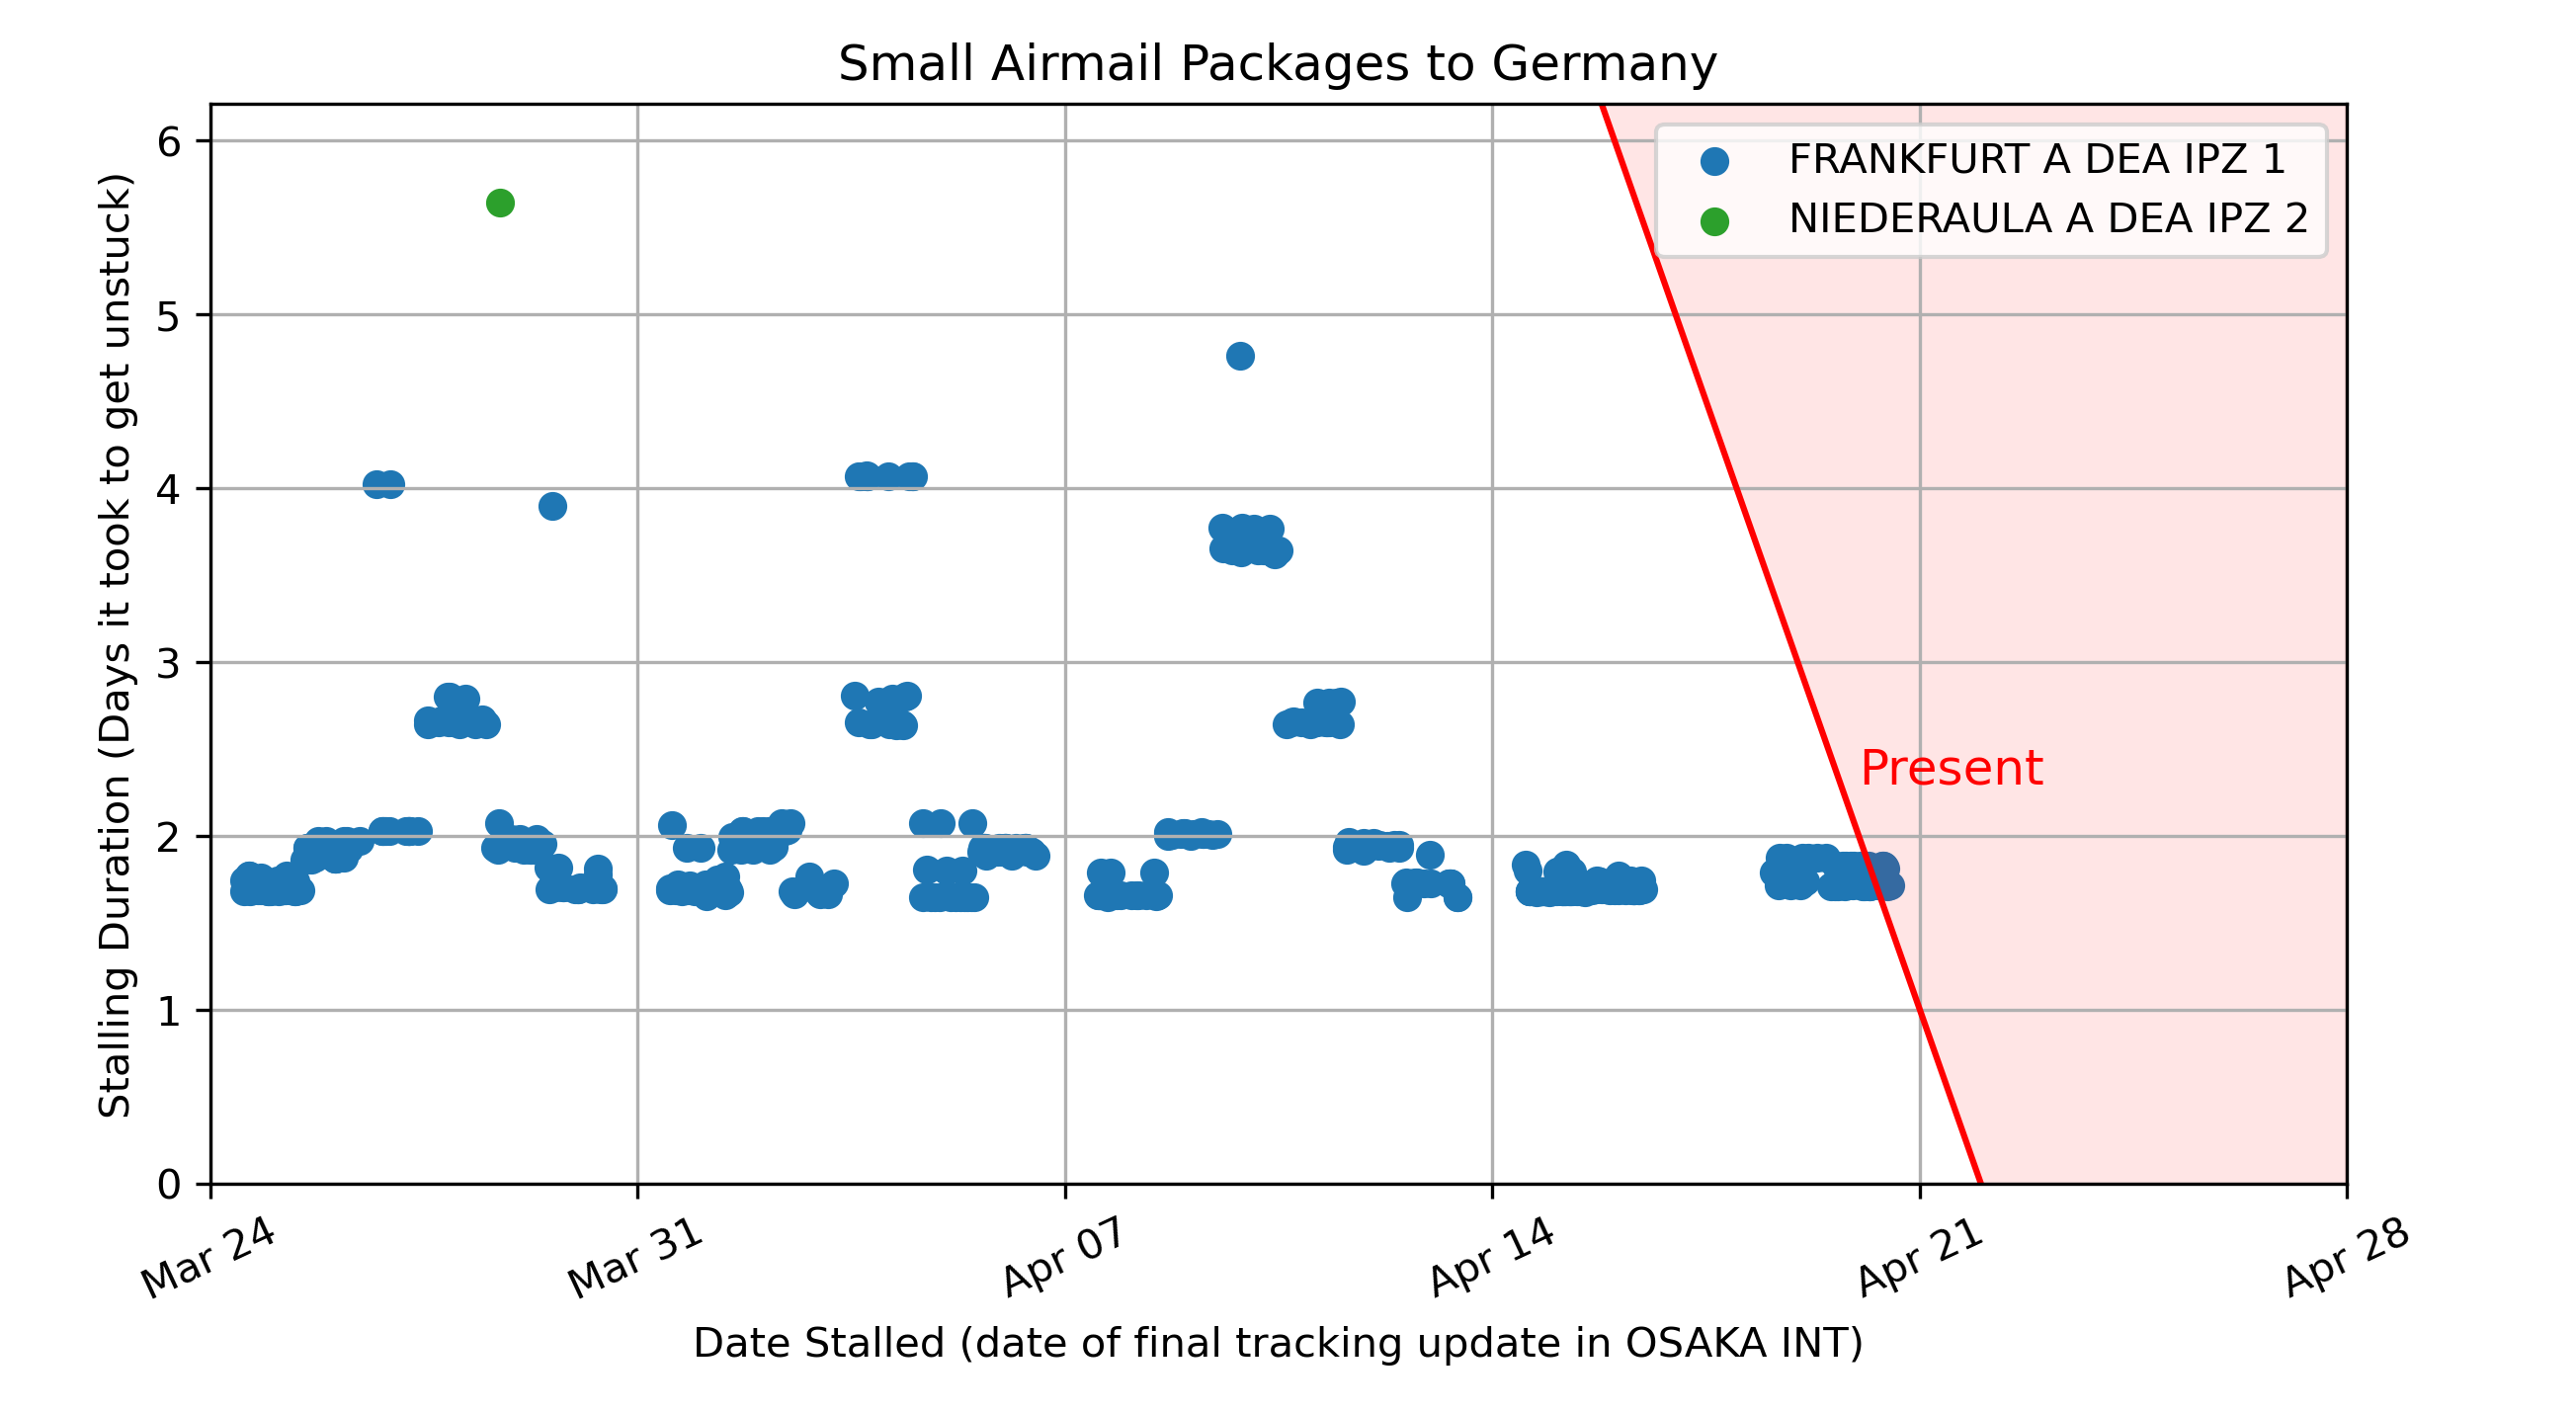 Small Airmail Packages to Germany
Stalling Duration (Days it took to get unstuck)
6
5
4
3
2
1
0
FRANKFURT A DEA IPZ 1
NIEDERAULA A DEA IPZ 2
Present
Mar 24
Mar 31
Apr 07
Apr 14
Apr 21
Apr 28
Date Stalled (date of final tracking update in OSAKA INT)